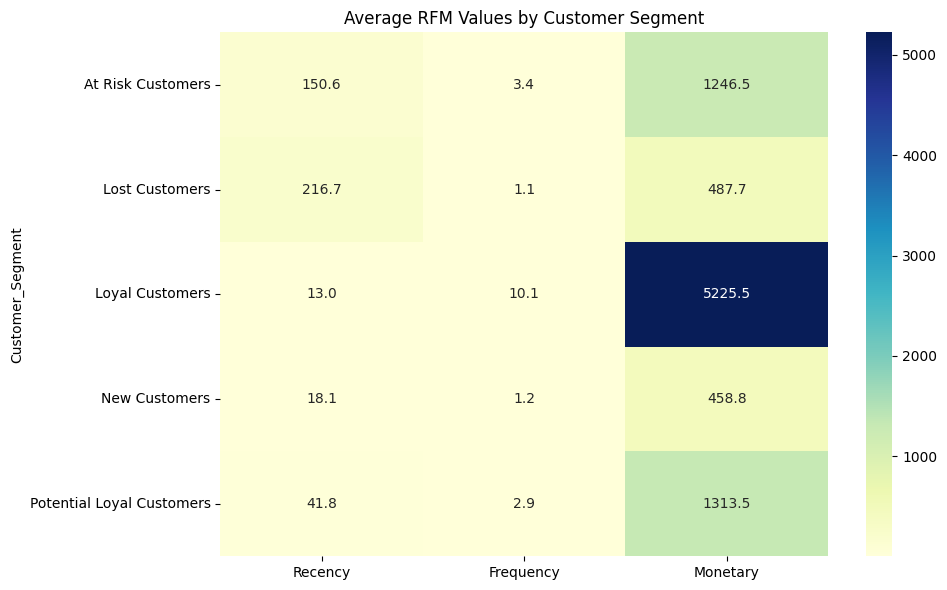 Average RFM Values by Customer Segment
Customer_Segment
At Risk Customers 150.6 3.4 1246.5
Lost Customers 216.7 1.1 487.7
Loyal Customers 13.0 10.1 5225.5
New Customers 18.1 1.2 458.8
Potential Loyal Customers 41.8 2.9 1313.5
Recency Frequency Monetary
5000
4000
3000
2000
1000